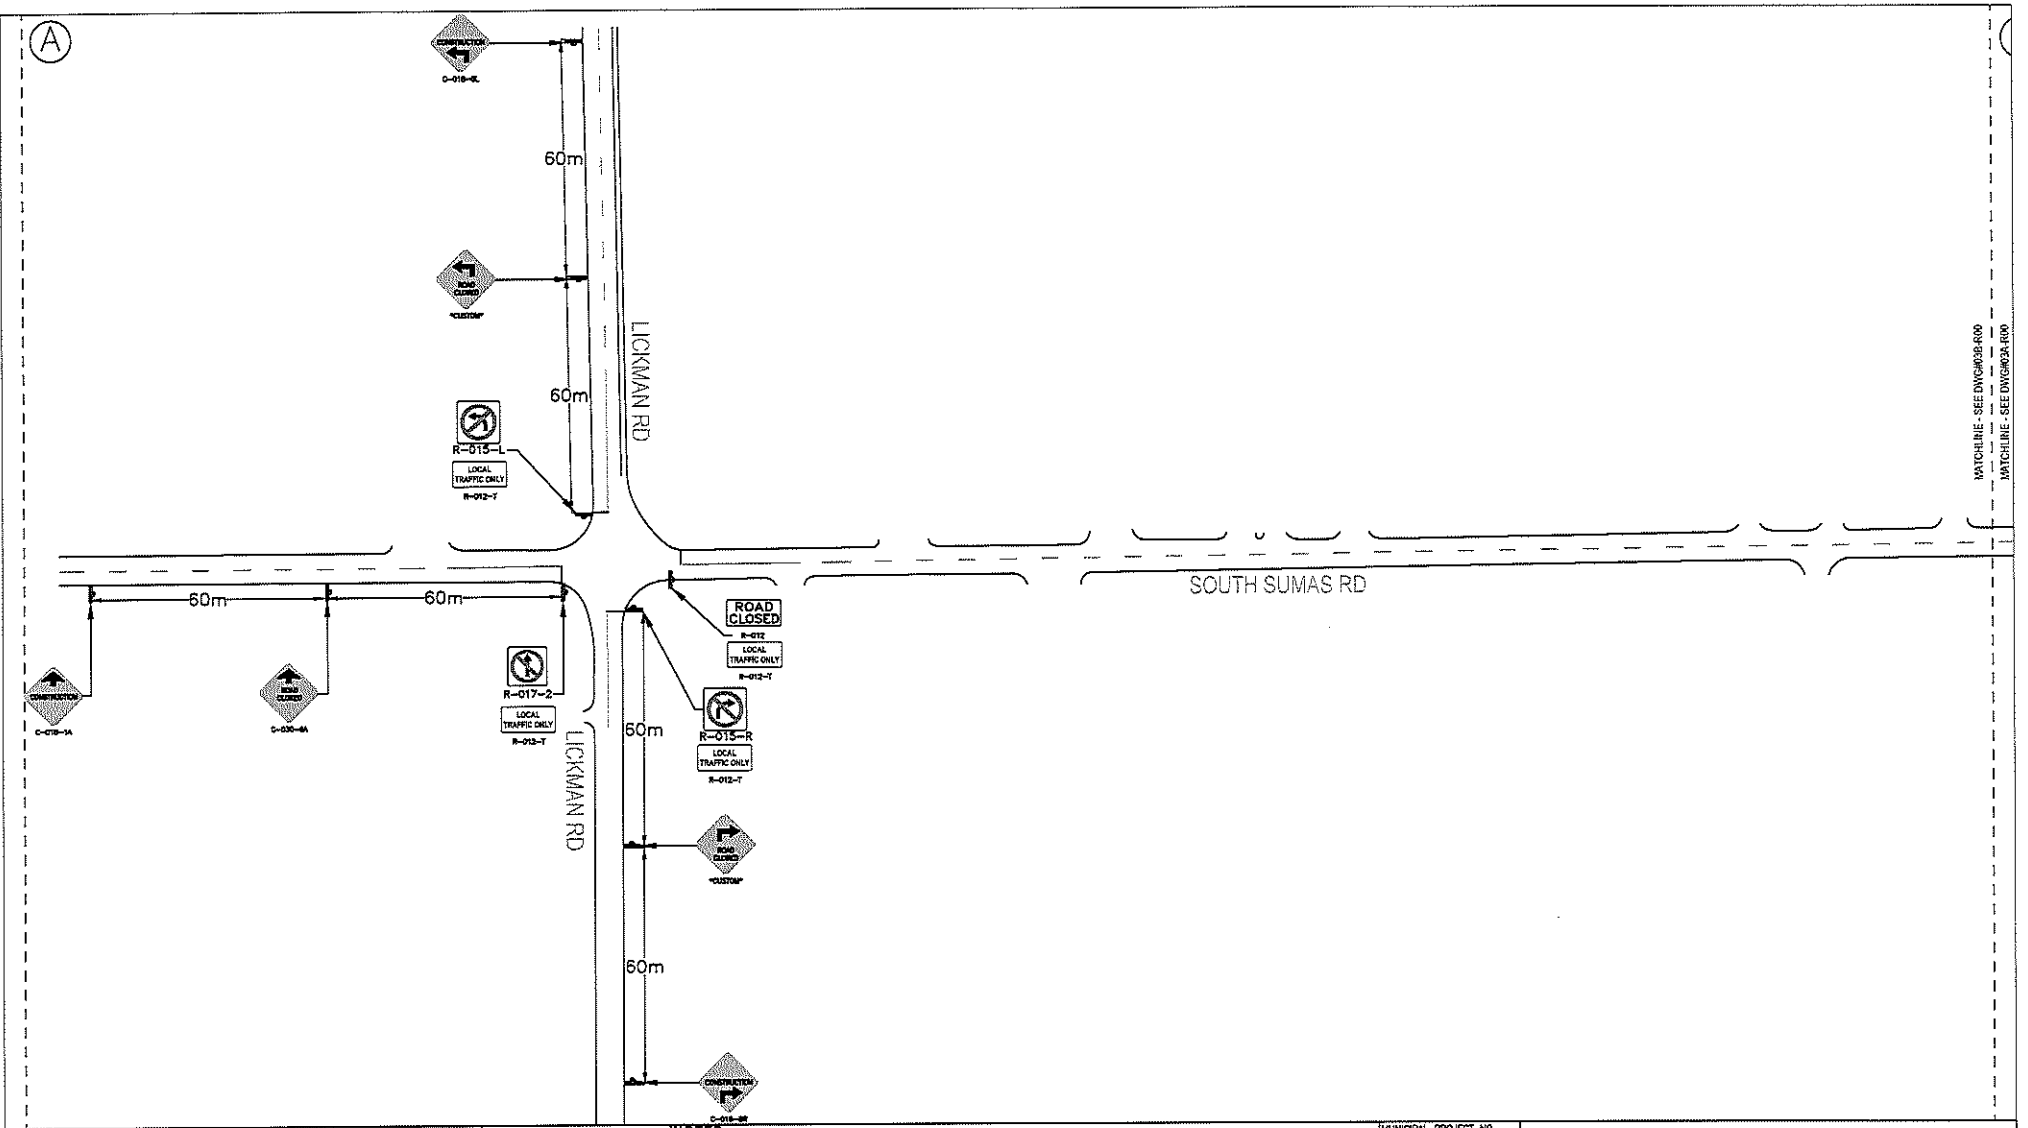 A
CONSTRUCTION
60m
ROAD
CLOSED
"CUSTOM"
60m
LICKMAN RD
R-015-L
LOCAL
TRAFFIC ONLY
R-012-T
MATCHLINE - SEE DWG#03B-R00
MATCHLINE - SEE DWG#03A-R00
SOUTH SUMAS RD
60m
60m
CONSTRUCTION
C-018-1A
ROAD
CLOSED
R-017-2
LOCAL
TRAFFIC ONLY
R-012-T
ROAD
CLOSED
R-012
LOCAL
TRAFFIC ONLY
R-012-T
R-015-R
LOCAL
TRAFFIC ONLY
R-012-T
60m
LICKMAN RD
ROAD
CLOSED
"CUSTOM"
60m
CONSTRUCTION